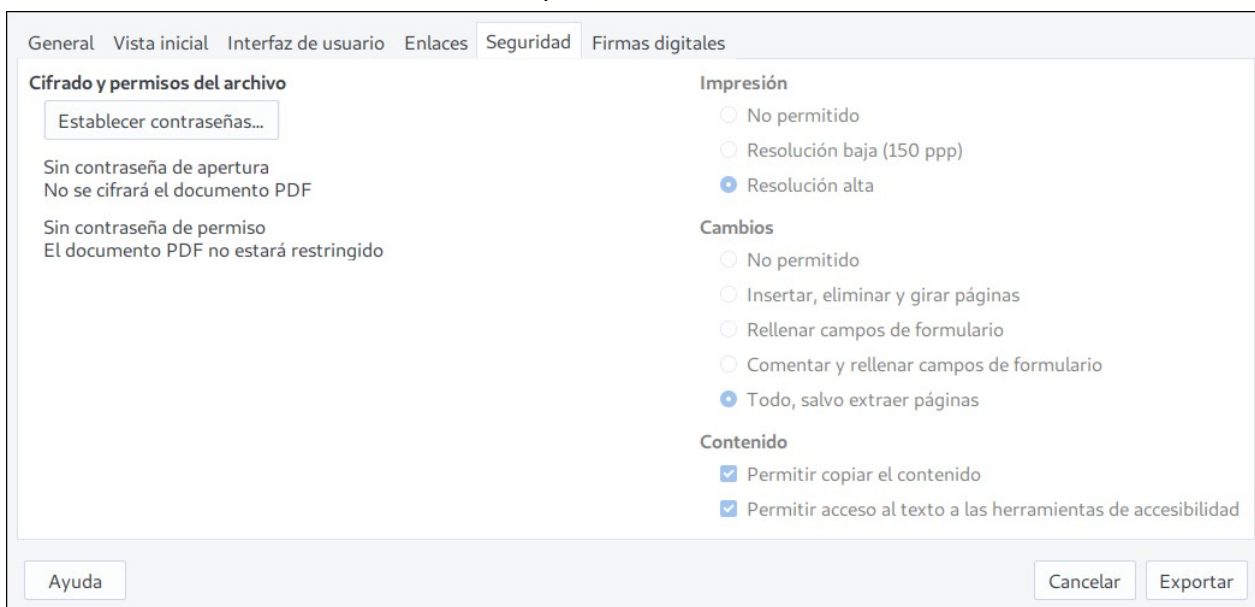 General Vista inicial Interfaz de usuario Enlaces Seguridad Firmas digitales
Cifrado y permisos del archivo
Establecer contraseñas...
Sin contraseña de apertura
No se cifrará el documento PDF
Sin contraseña de permiso
El documento PDF no estará restringido
Impresión
No permitido
Resolución baja (150 ppp)
Resolución alta
Cambios
No permitido
Insertar, eliminar y girar páginas
Rellenar campos de formulario
Comentar y rellenar campos de formulario
Todo, salvo extraer páginas
Contenido
Permitir copiar el contenido
Permitir acceso al texto a las herramientas de accesibilidad
Ayuda Cancelar Exportar